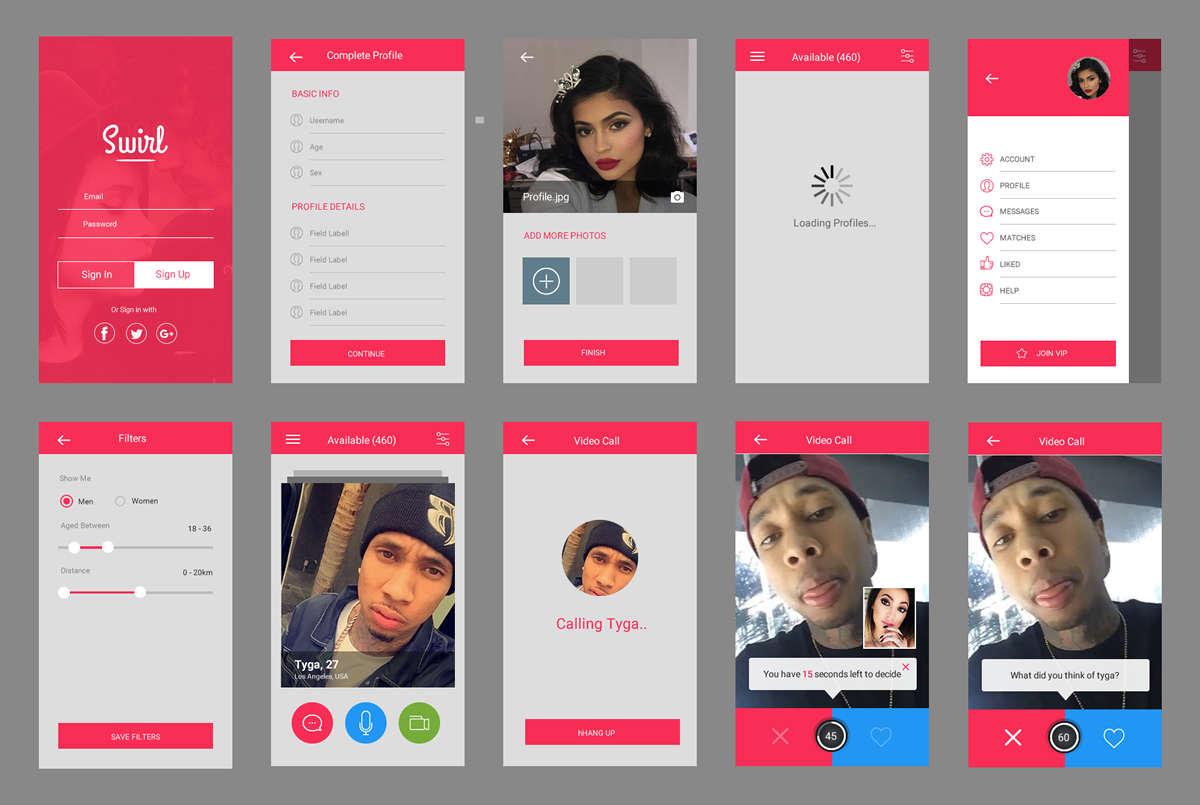 Swirl
Email
Password
Sign In
Sign Up
Or Sign in with
f
G+
Complete Profile
BASIC INFO
Username
Age
Sex
PROFILE DETAILS
Field Labell
Field Label
Field Label
Field Label
CONTINUE
Profile.jpg
ADD MORE PHOTOS
FINISH
Available (460)
Loading Profiles...
ACCOUNT
PROFILE
MESSAGES
MATCHES
LIKED
HELP
JOIN VIP
Filters
Show Me
Men
Women
Aged Between
18 - 36
Distance
0 - 20km
SAVE FILTERS
Available (460)
Tyga, 27
Los Angeles, USA
Video Call
Calling Tyga..
hHANG UP
Video Call
You have 15 seconds left to decide
45
Video Call
What did you think of tyga?
60